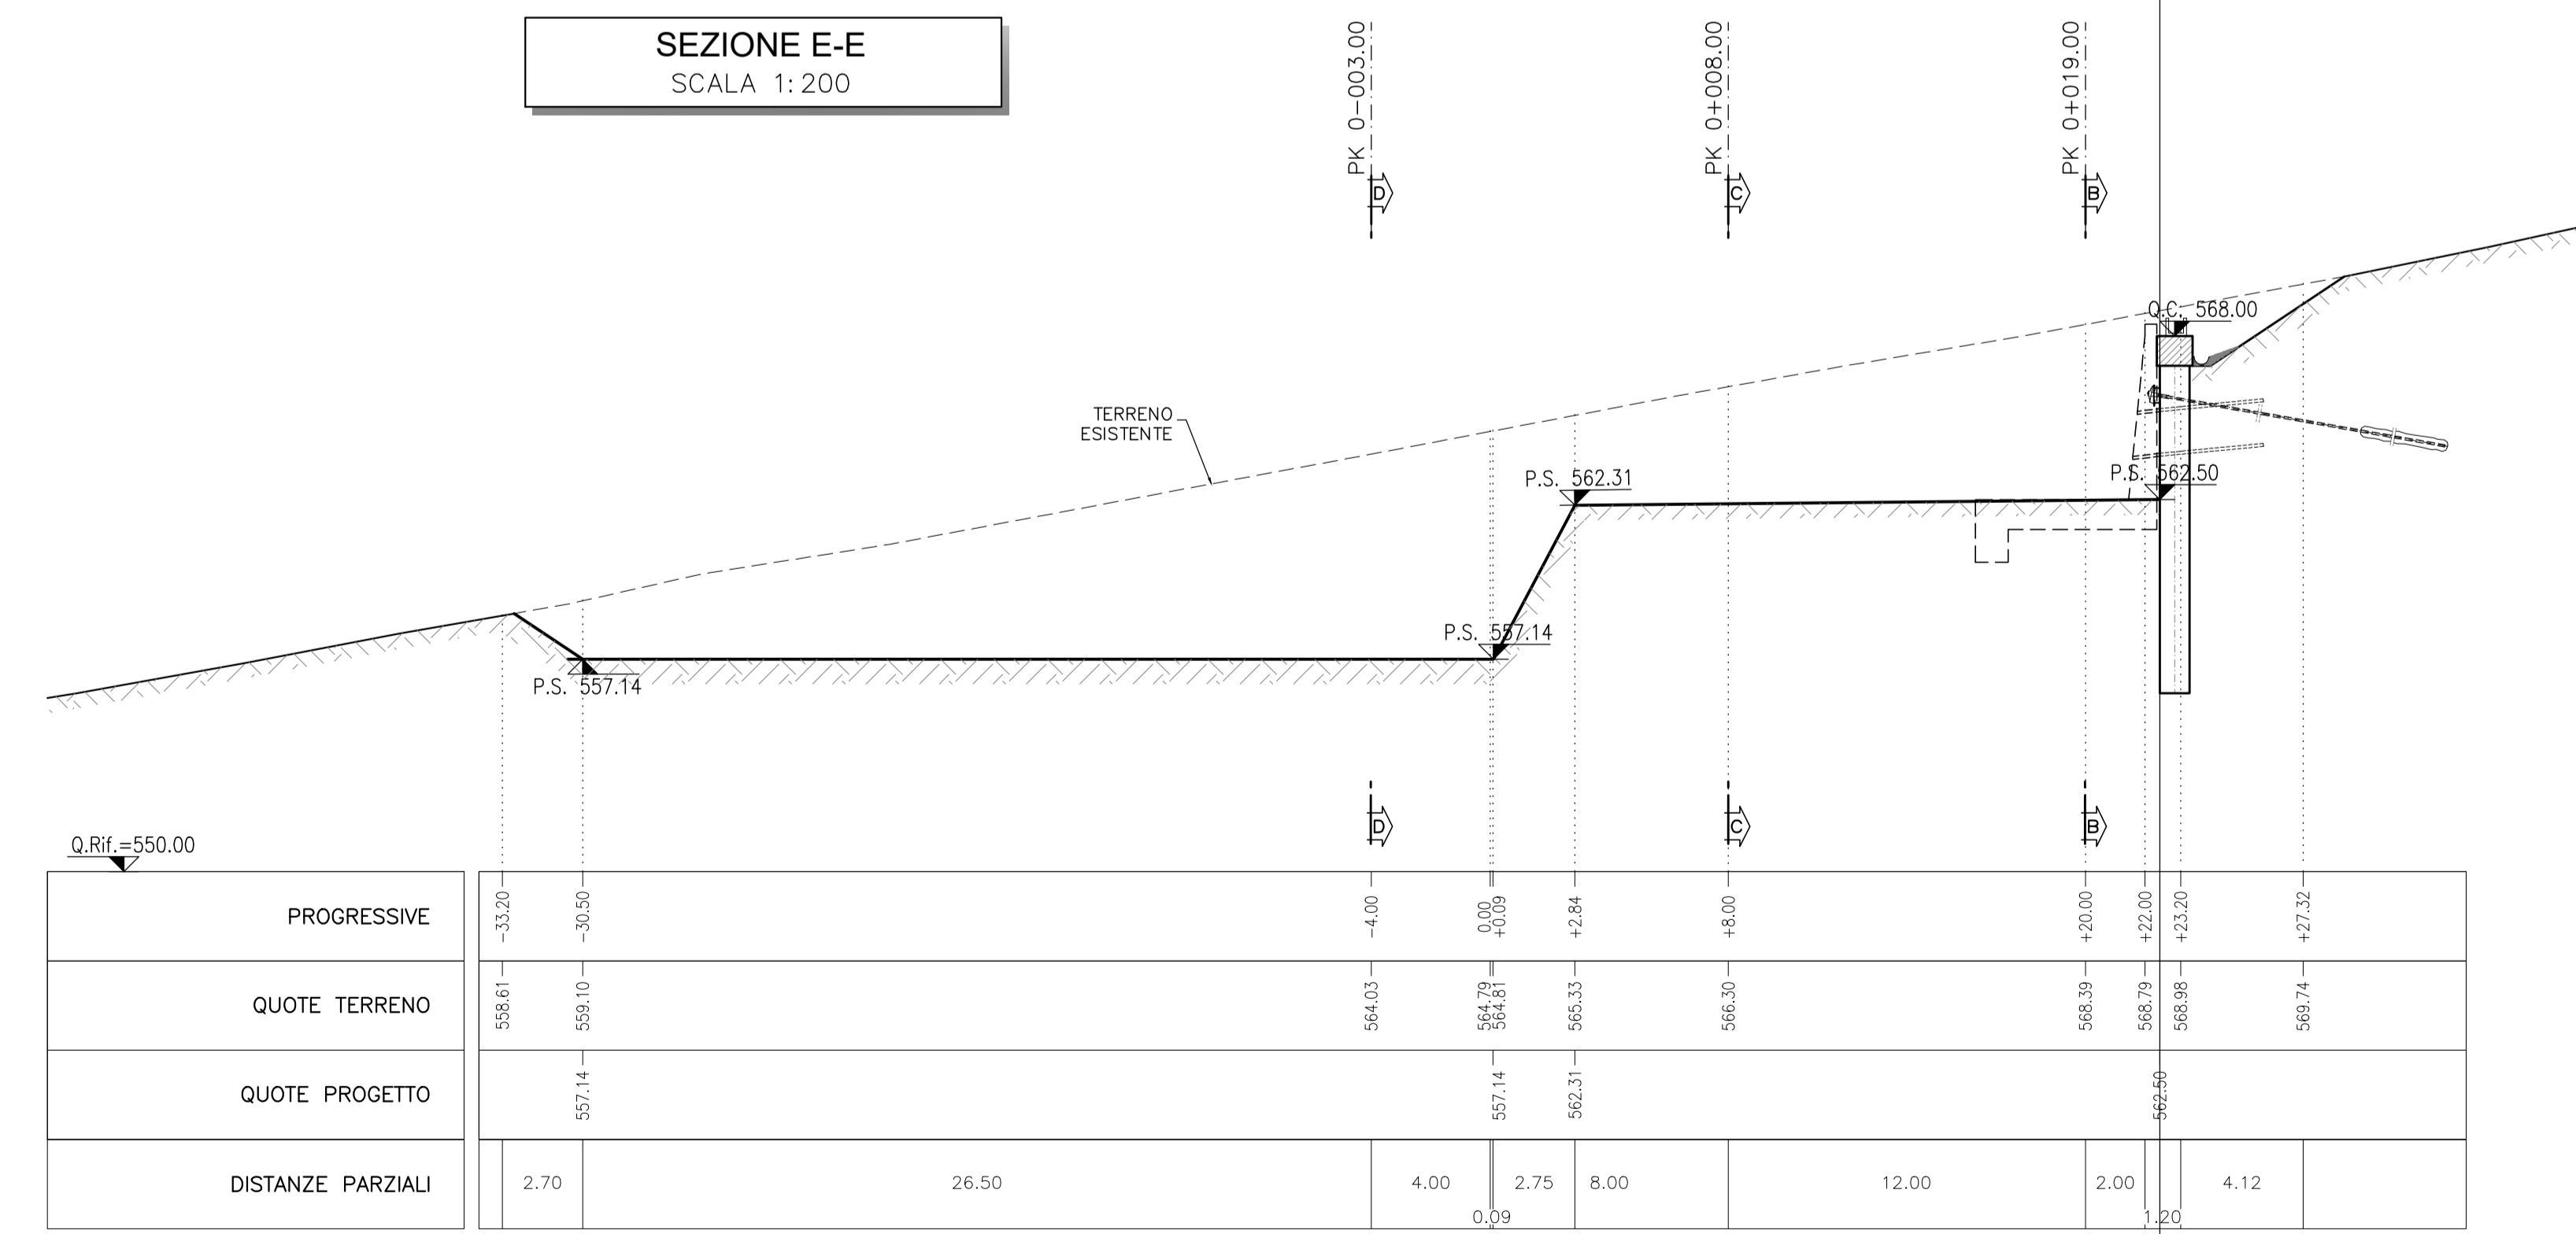 SEZIONE E-E
SCALA 1:200
PK 0-003.00
PK 0+008.00
PK 0+019.00
D
C
B
Q.C. 568.00
TERRENO
ESISTENTE
P.S. 562.31
P.S. 562.50
P.S. 557.14
P.S. 557.14
D
C
B
Q.Rif.=550.00
PROGRESSIVE
-33.20
-30.50
-4.00
0.00
+0.09
+2.84
+8.00
+20.00
+22.00
+23.20
+27.32
QUOTE TERRENO
558.61
559.10
564.03
564.79
564.81
565.33
566.30
568.39
568.79
568.98
569.74
QUOTE PROGETTO
557.14
557.14
562.31
562.50
DISTANZE PARZIALI
2.70
26.50
4.00
0.09
2.75
8.00
12.00
2.00
1.20
4.12